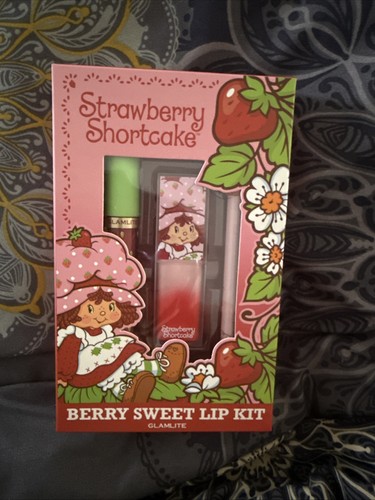 Strawberry
Shortcake
GLAMLITE
Strawberry
Shortcake
BERRY SWEET LIP KIT
GLAMLITE